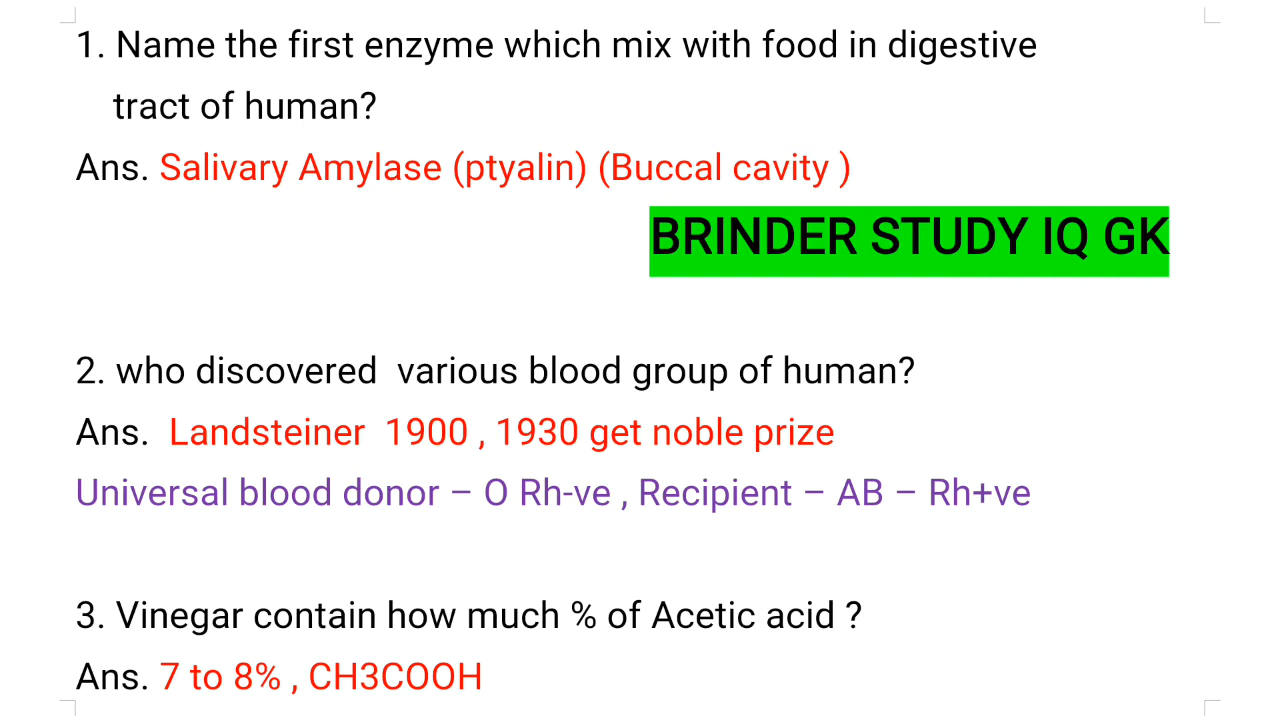 1. Name the first enzyme which mix with food in digestive
tract of human?
Ans. Salivary Amylase (ptyalin) (Buccal cavity )
BRINDER STUDY IQ GK
2. who discovered  various blood group of human?
Ans.  Landsteiner  1900 , 1930 get noble prize
Universal blood donor – O Rh-ve , Recipient – AB – Rh+ve
3. Vinegar contain how much % of Acetic acid ?
Ans. 7 to 8% , CH3COOH